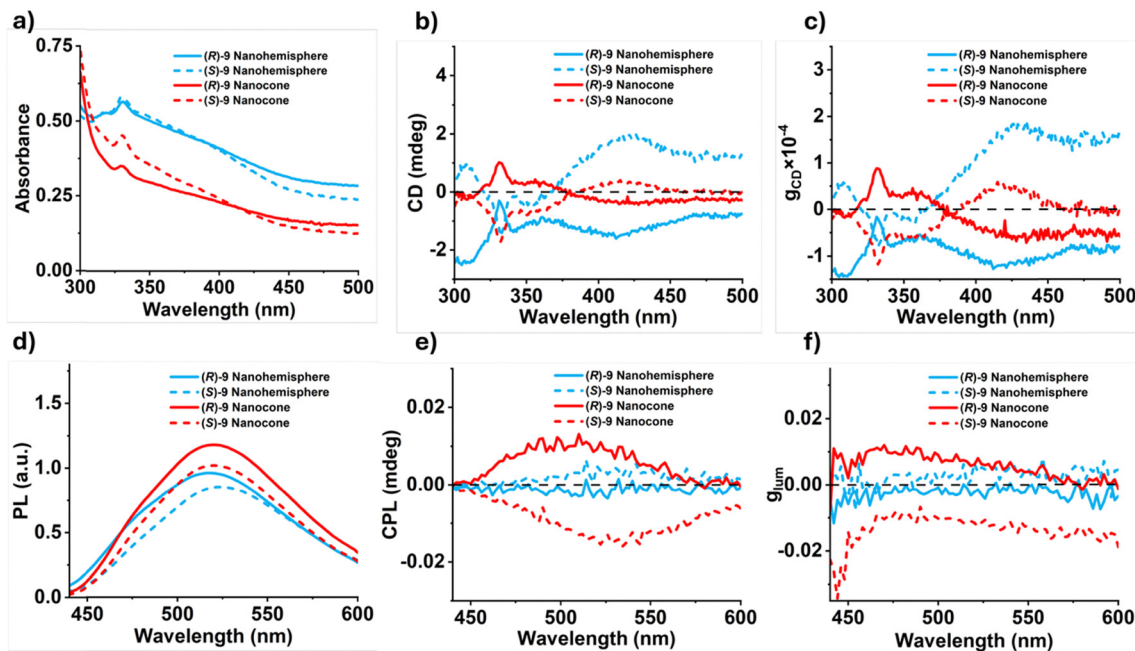 a)
0.75
0.50
0.25
0.00
Absorbance
(R)-9 Nanohemisphere
(S)-9 Nanohemisphere
(R)-9 Nanocone
(S)-9 Nanocone
300 350 400 450 500
Wavelength (nm)
b)
4
2
0
-2
CD (mdeg)
(R)-9 Nanohemisphere
(S)-9 Nanohemisphere
(R)-9 Nanocone
(S)-9 Nanocone
300 350 400 450 500
Wavelength (nm)
c)
3
2
1
0
-1
gCD×10-4
(R)-9 Nanohemisphere
(S)-9 Nanohemisphere
(R)-9 Nanocone
(S)-9 Nanocone
300 350 400 450 500
Wavelength (nm)
d)
1.5
1.0
0.5
0.0
PL (a.u.)
(R)-9 Nanohemisphere
(S)-9 Nanohemisphere
(R)-9 Nanocone
(S)-9 Nanocone
450 500 550 600
Wavelength (nm)
e)
0.02
0.00
-0.02
CPL (mdeg)
(R)-9 Nanohemisphere
(S)-9 Nanohemisphere
(R)-9 Nanocone
(S)-9 Nanocone
450 500 550 600
Wavelength (nm)
f)
0.02
0.00
-0.02
glum
(R)-9 Nanohemisphere
(S)-9 Nanohemisphere
(R)-9 Nanocone
(S)-9 Nanocone
450 500 550 600
Wavelength (nm)